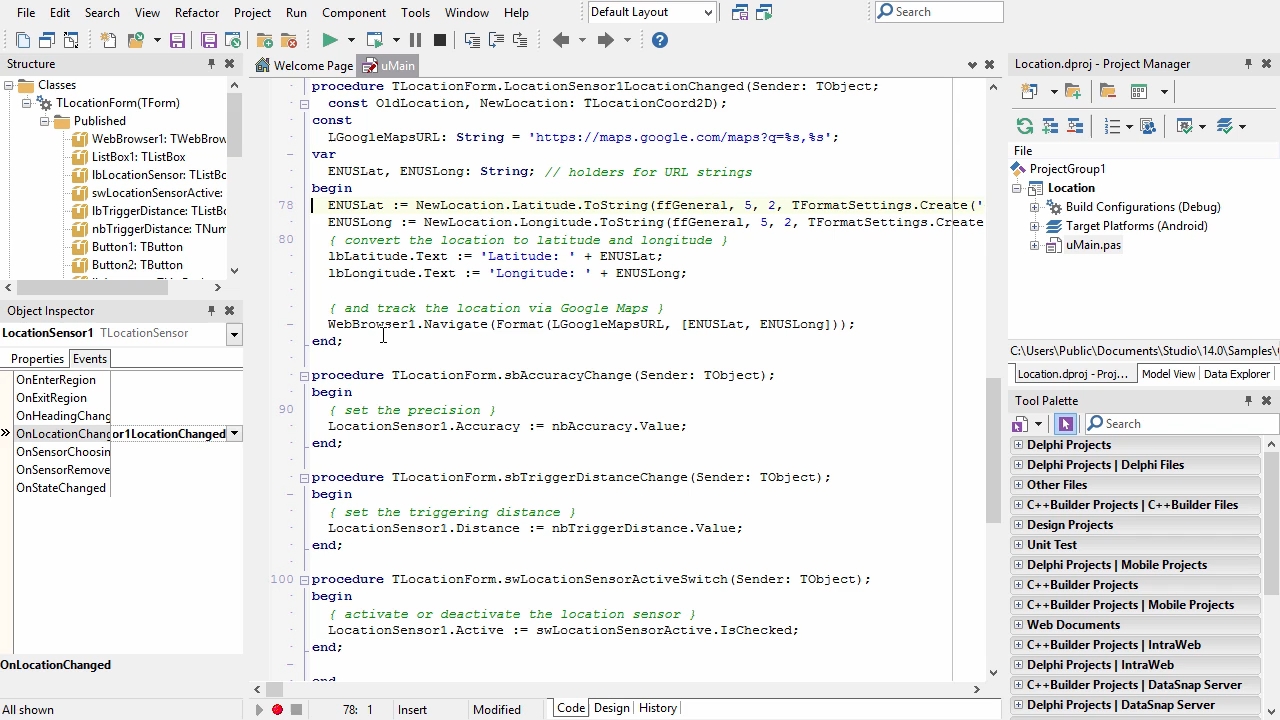 File Edit Search View Refactor Project Run Component Tools Window Help
Default Layout
Search
Structure
Classes
TLocationForm(TForm)
Published
WebBrowser1: TWebBrow
ListBox1: TListBox
lbLocationSensor: TListBo
swLocationSensorActive:
lbTriggerDistance: TListBo
nbTriggerDistance: TNum
Button1: TButton
Button2: TButton
Object Inspector
LocationSensor1 TLocationSensor
Properties Events
OnEnterRegion
OnExitRegion
OnHeadingChang
OnLocationChang or1LocationChanged
OnSensorChoosin
OnSensorRemove
OnStateChanged
OnLocationChanged
All shown
Welcome Page uMain
procedure TLocationForm.LocationSensor1LocationChanged(Sender: TObject;
const OldLocation, NewLocation: TLocationCoord2D);
const
LGoogleMapsURL: String = 'https://maps.google.com/maps?q=%s,%s';
var
ENUSLat, ENUSLong: String; // holders for URL strings
begin
78 ENUSLat := NewLocation.Latitude.ToString(ffGeneral, 5, 2, TFormatSettings.Create('
ENUSLong := NewLocation.Longitude.ToString(ffGeneral, 5, 2, TFormatSettings.Create
80 { convert the location to latitude and longitude }
lbLatitude.Text := 'Latitude: ' + ENUSLat;
lbLongitude.Text := 'Longitude: ' + ENUSLong;
{ and track the location via Google Maps }
WebBrowser1.Navigate(Format(LGoogleMapsURL, [ENUSLat, ENUSLong]));
end;
procedure TLocationForm.sbAccuracyChange(Sender: TObject);
begin
90 { set the precision }
LocationSensor1.Accuracy := nbAccuracy.Value;
end;
procedure TLocationForm.sbTriggerDistanceChange(Sender: TObject);
begin
{ set the triggering distance }
LocationSensor1.Distance := nbTriggerDistance.Value;
end;
100 procedure TLocationForm.swLocationSensorActiveSwitch(Sender: TObject);
begin
{ activate or deactivate the location sensor }
LocationSensor1.Active := swLocationSensorActive.IsChecked;
end;
78: 1 Insert Modified Code Design History
Location.dproj - Project Manager
File
ProjectGroup1
Location
Build Configurations (Debug)
Target Platforms (Android)
uMain.pas
C:\Users\Public\Documents\Studio\14.0\Samples\O
Location.dproj - Proj... Model View Data Explorer
Tool Palette
Search
Delphi Projects
Delphi Projects | Delphi Files
Other Files
C++Builder Projects | C++Builder Files
Design Projects
Unit Test
Delphi Projects | Mobile Projects
C++Builder Projects
C++Builder Projects | Mobile Projects
Web Documents
C++Builder Projects | IntraWeb
Delphi Projects | IntraWeb
C++Builder Projects | DataSnap Server
Delphi Projects | DataSnap Server